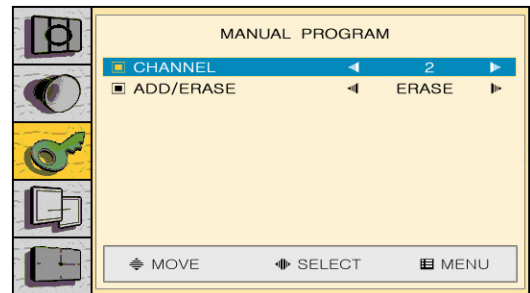 MANUAL PROGRAM
CHANNEL 2
ADD/ERASE ERASE
MOVE SELECT MENU